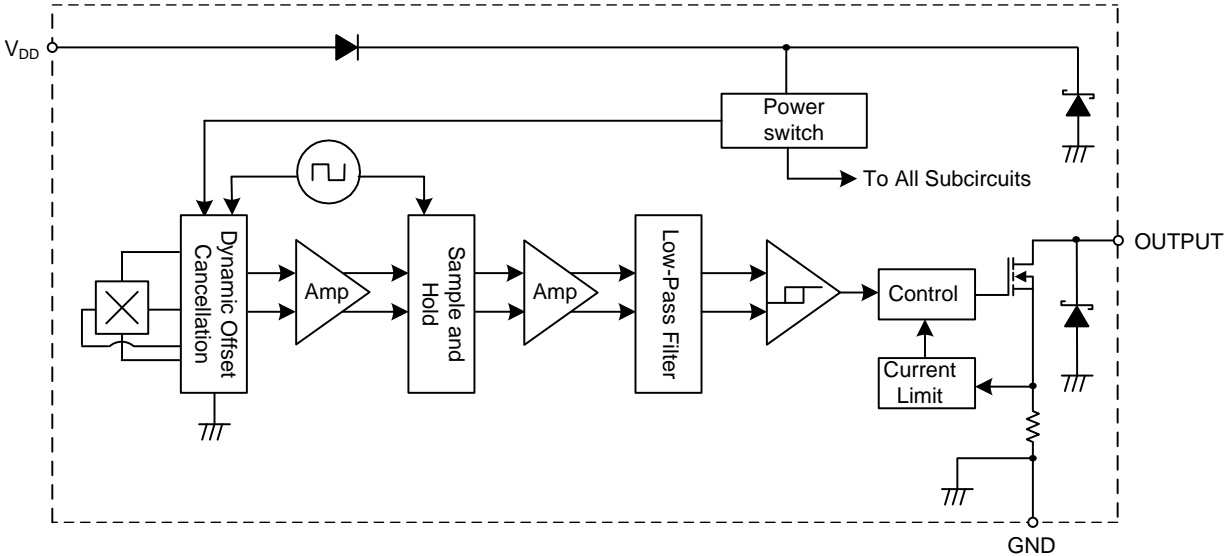 VDD
Power
switch
To All Subcircuits
Dynamic Offset
Cancellation
Amp
Sample and
Hold
Amp
Low-Pass Filter
Control
Current
Limit
OUTPUT
GND